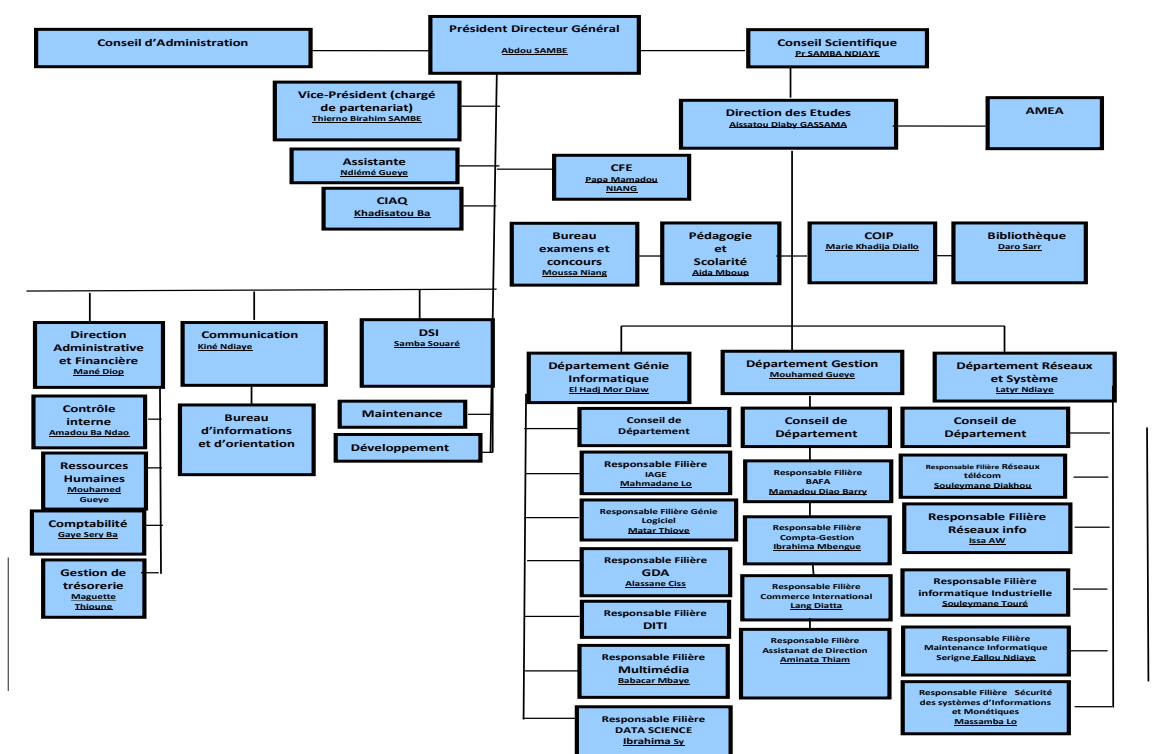 Conseil d’Administration
Président Directeur Général
Abdou SAMBE
Conseil Scientifique
Pr SAMBA NDIAYE
Vice-Président (chargé
de partenariat)
Thierno Birahim SAMBE
Direction des Etudes
Aissatou Diaby GASSAMA
AMEA
Assistante
Ndiémé Gueye
CFE
Papa Mamadou
NIANG
CIAQ
Khadisatou Ba
Bureau
examens et
concours
Moussa Niang
Pédagogie
et
Scolarité
Aida Mboup
COIP
Marie Khadija Diallo
Bibliothèque
Daro Sarr
Direction
Administrative
et Financière
Mané Diop
Communication
Kiné Ndiaye
DSI
Samba Souaré
Contrôle
interne
Amadou Ba Ndao
Bureau
d’informations
et d’orientation
Maintenance
Développement
Ressources
Humaines
Mouhamed
Gueye
Comptabilité
Gaye Sery Ba
Gestion de
trésorerie
Maguette
Thioune
Département Génie
Informatique
El Hadj Mor Diaw
Conseil de
Département
Responsable Filière
IAGE
Mahmadane Lo
Responsable Filière Génie
Logiciel
Matar Thioye
Responsable Filière
GDA
Alassane Ciss
Responsable Filière
DITI
Responsable Filière
Multimédia
Babacar Mbaye
Responsable Filière
DATA SCIENCE
Ibrahima Sy
Département Gestion
Mouhamed Gueye
Conseil de
Département
Responsable Filière
BAFA
Mamadou Diao Barry
Responsable Filière
Compta-Gestion
Ibrahima Mbengue
Responsable Filière
Commerce International
Lang Diatta
Responsable Filière
Assistanat de Direction
Aminata Thiam
Département Réseaux
et Système
Latyr Ndiaye
Conseil de
Département
Responsable Filière Réseaux
télécom
Souleymane Diakhou
Responsable Filière
Réseaux info
Issa AW
Responsable Filière
informatique Industrielle
Souleymane Touré
Responsable Filière
Maintenance Informatique
Serigne Fallou Ndiaye
Responsable Filière Sécurité
des systèmes d’Informations
et Monétiques
Massamba Lo